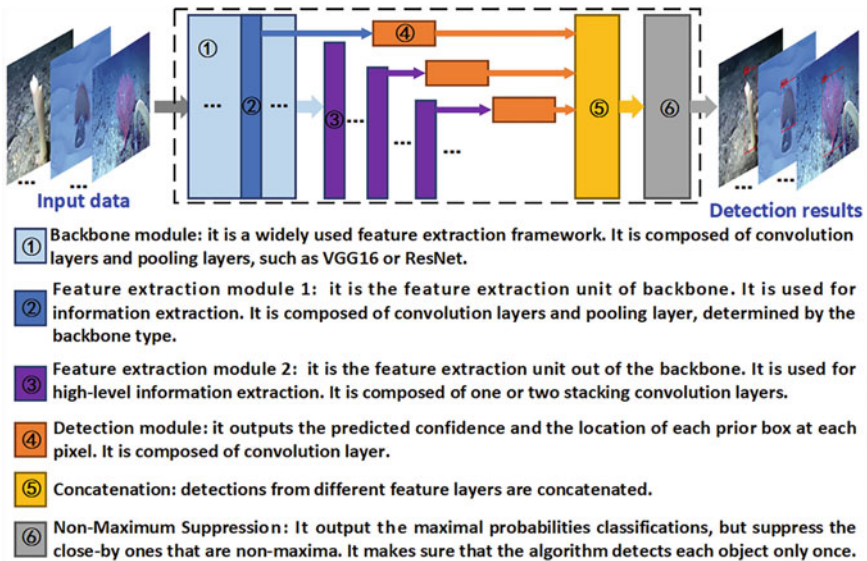 ①
②
③
④
⑤
⑥
...
...
...
...
...
...
...
Input data
Detection results
① Backbone module: it is a widely used feature extraction framework. It is composed of convolution
layers and pooling layers, such as VGG16 or ResNet.
② Feature extraction module 1: it is the feature extraction unit of backbone. It is used for
information extraction. It is composed of convolution layers and pooling layer, determined by the
backbone type.
③ Feature extraction module 2: it is the feature extraction unit out of the backbone. It is used for
high-level information extraction. It is composed of one or two stacking convolution layers.
④ Detection module: it outputs the predicted confidence and the location of each prior box at each
pixel. It is composed of convolution layer.
⑤ Concatenation: detections from different feature layers are concatenated.
⑥ Non-Maximum Suppression: It output the maximal probabilities classifications, but suppress the
close-by ones that are non-maxima. It makes sure that the algorithm detects each object only once.